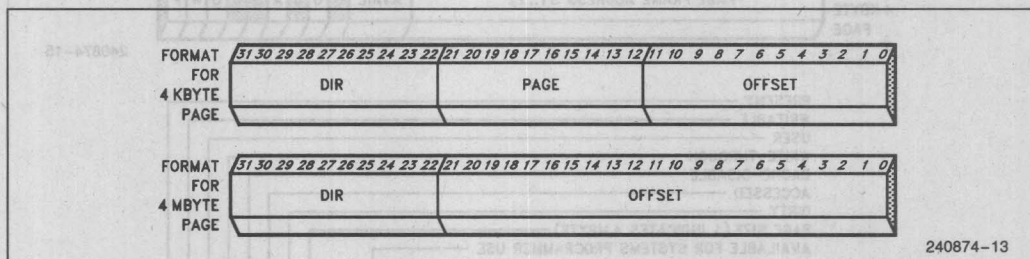 FORMAT 31 30 29 28 27 26 25 24 23 22 21 20 19 18 17 16 15 14 13 12 11 10 9 8 7 6 5 4 3 2 1 0
FOR
4 KBYTE
PAGE
DIR PAGE OFFSET
FORMAT 31 30 29 28 27 26 25 24 23 22 21 20 19 18 17 16 15 14 13 12 11 10 9 8 7 6 5 4 3 2 1 0
FOR
4 MBYTE
PAGE
DIR OFFSET
240874-13